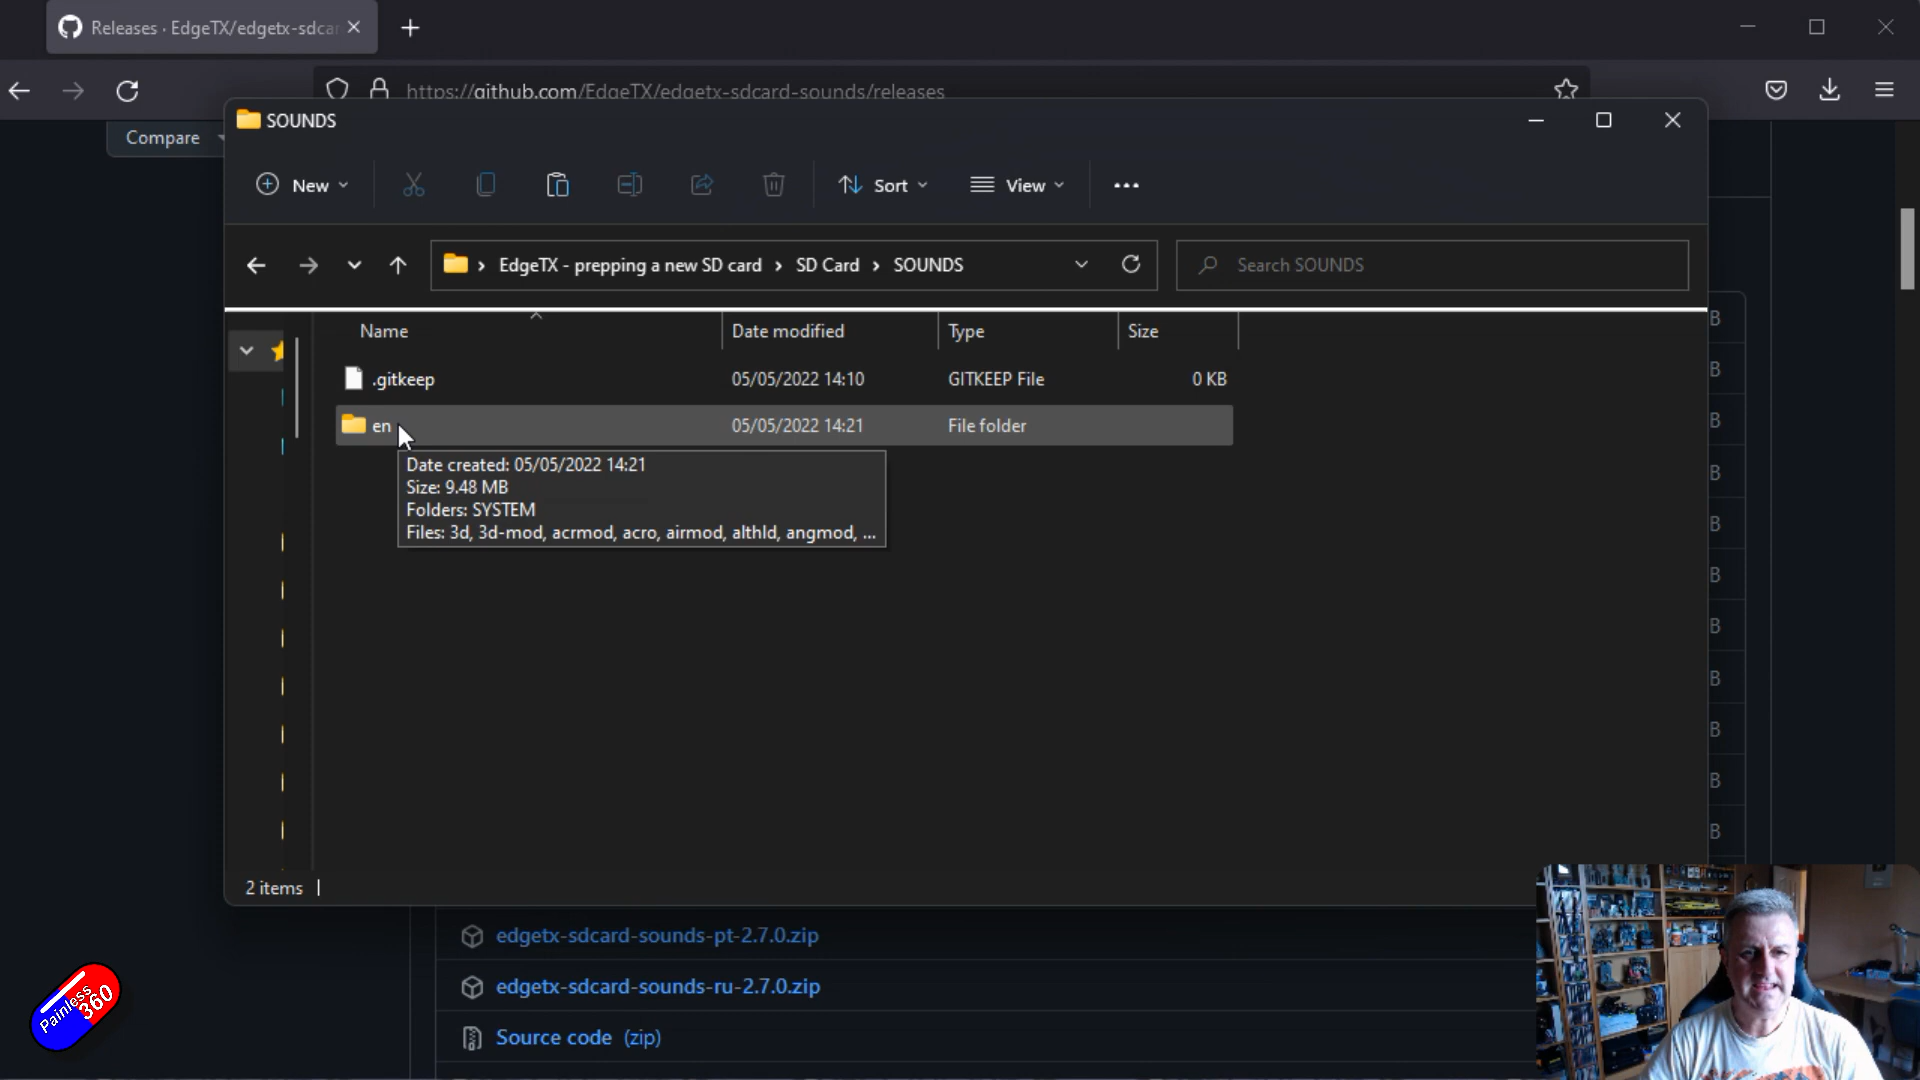 Releases · EdgeTX/edgetx-sdcar
https://github.com/EdgeTX/edgetx-sdcard-sounds/releases
Compare
SOUNDS
New
Sort
View
EdgeTX - prepping a new SD card
SD Card
SOUNDS
Search SOUNDS
Name
Date modified
Type
Size
.gitkeep
05/05/2022 14:10
GITKEEP File
0 KB
en
05/05/2022 14:21
File folder
Date created: 05/05/2022 14:21
Size: 9.48 MB
Folders: SYSTEM
Files: 3d, 3d-mod, acrmod, acro, airmod, althld, angmod, ...
B
B
B
B
B
B
B
B
B
B
B
2 items
edgetx-sdcard-sounds-pt-2.7.0.zip
edgetx-sdcard-sounds-ru-2.7.0.zip
Source code (zip)
Painless
360